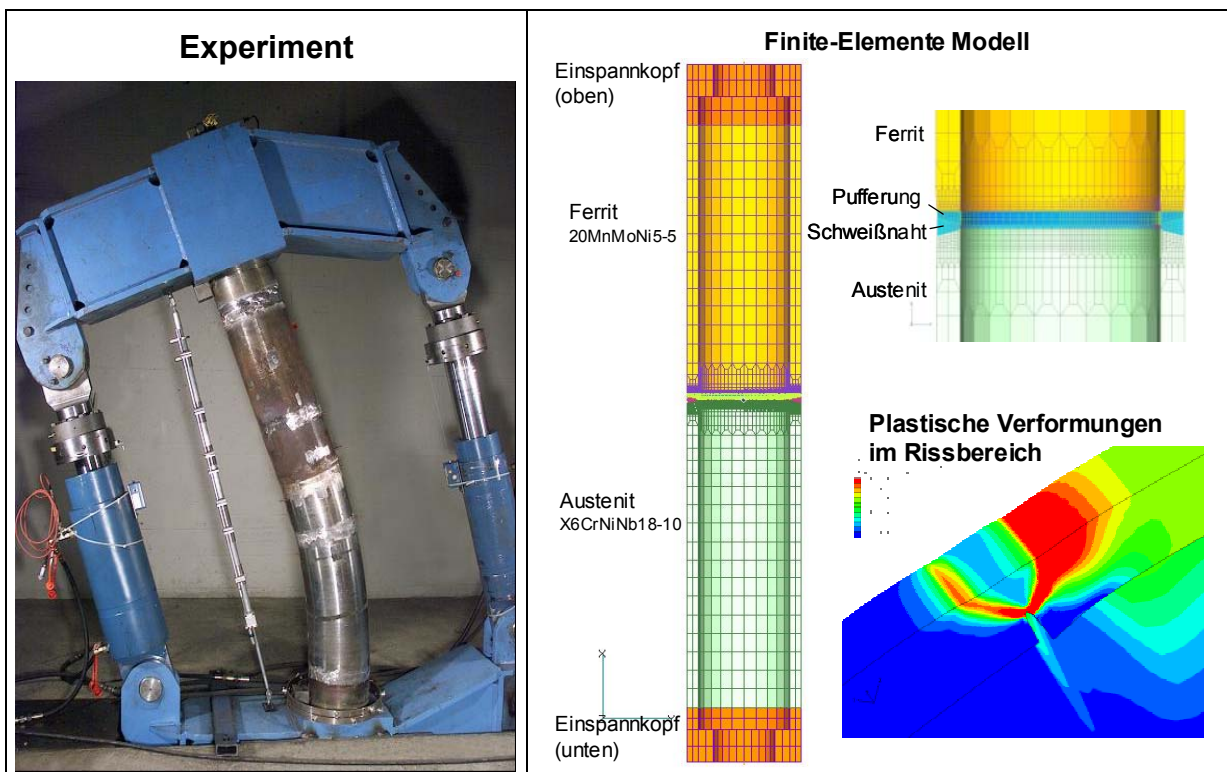 Experiment
Finite-Elemente Modell
Einspannkopf
(oben)
Ferrit
20MnMoNi5-5
Austenit
X6CrNiNb18-10
Einspannkopf
(unten)
X
Ferrit
Pufferung
Schweißnaht
Austenit
Plastische Verformungen
im Rissbereich